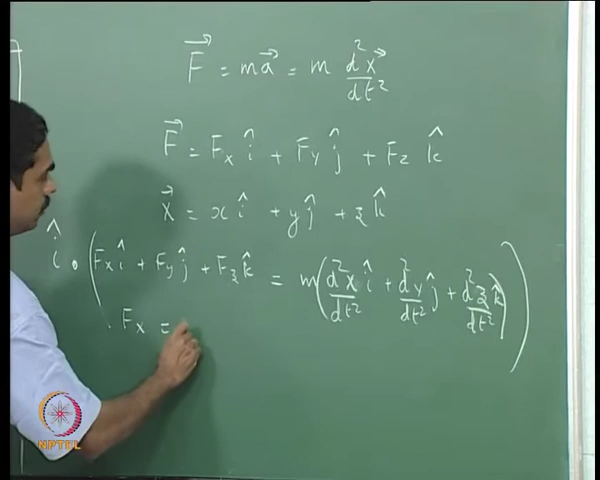 F⃗ = ma⃗ = m d²x⃗/dt²
F⃗ = Fx î + Fy ĵ + Fz k̂
x⃗ = x î + y ĵ + z k̂
î • (Fx î + Fy ĵ + Fz k̂ = m(d²x/dt² î + d²y/dt² ĵ + d²z/dt² k̂))
Fx =
NPTEL